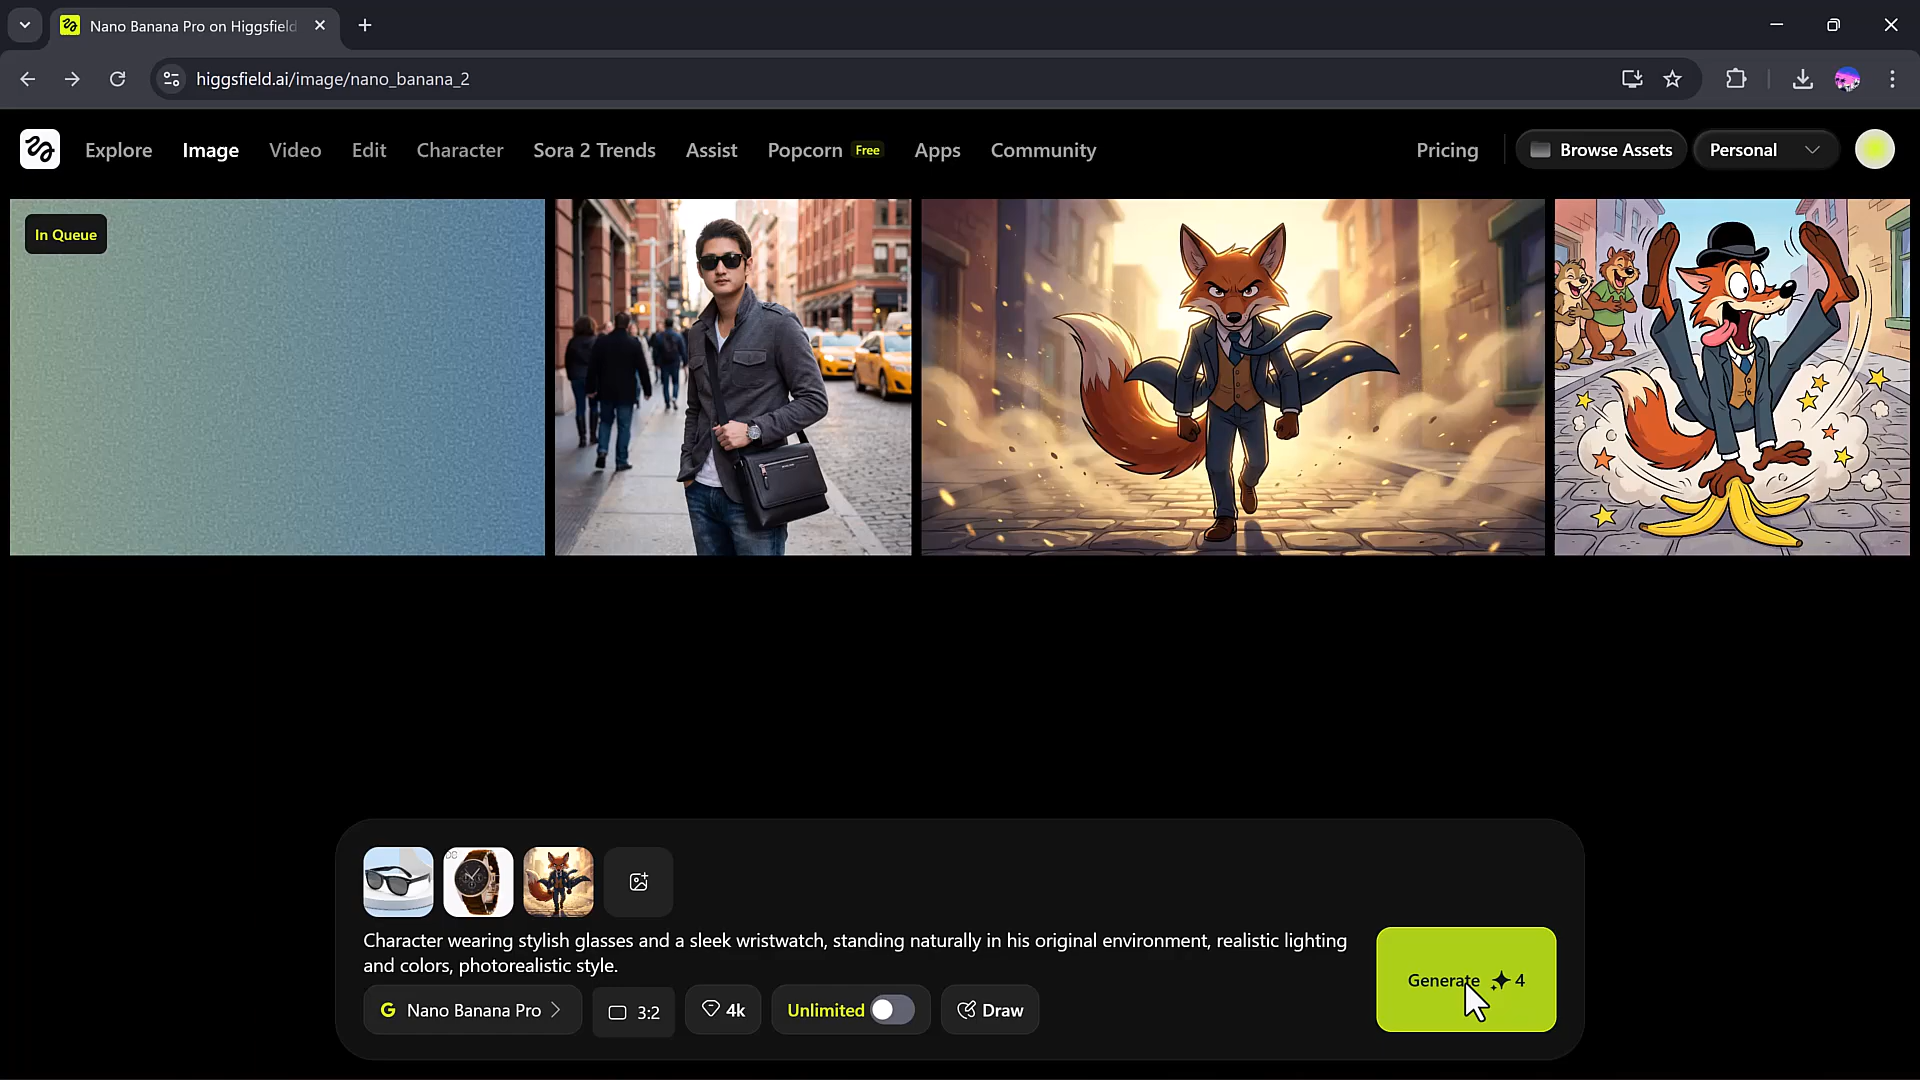 Nano Banana Pro on Higgsfield
higgsfield.ai/image/nano_banana_2
Explore
Image
Video
Edit
Character
Sora 2 Trends
Assist
Popcorn Free
Apps
Community
Pricing
Browse Assets
Personal
In Queue
Character wearing stylish glasses and a sleek wristwatch, standing naturally in his original environment, realistic lighting
and colors, photorealistic style.
G Nano Banana Pro
3:2
4k
Unlimited
Draw
Generate 4